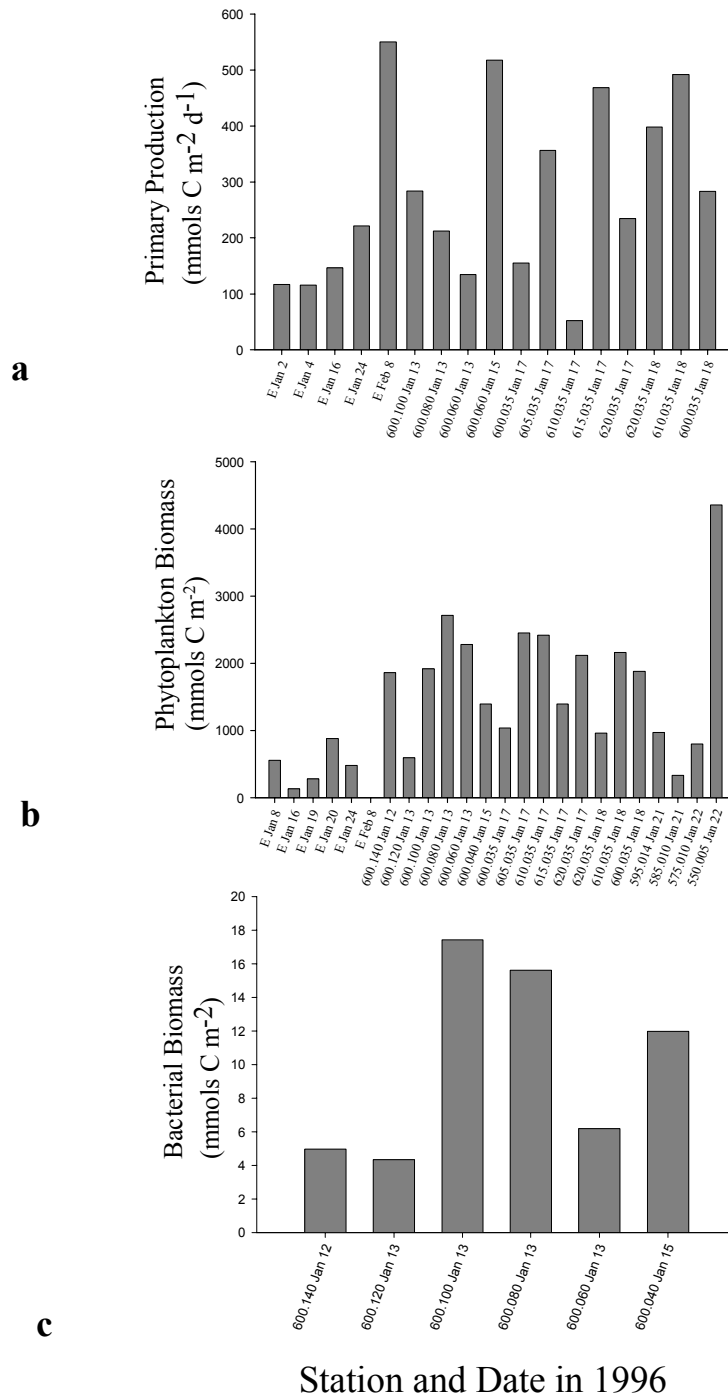 Primary Production
(mmols C m-2 d-1)
600
500
400
300
200
100
0
E Jan 2
E Jan 4
E Jan 16
E Jan 24
E Feb 8
600.100 Jan 13
600.080 Jan 13
600.060 Jan 13
600.060 Jan 15
600.035 Jan 17
605.035 Jan 17
610.035 Jan 17
615.035 Jan 17
620.035 Jan 17
620.035 Jan 18
610.035 Jan 18
600.035 Jan 18
a
Phytoplankton Biomass
(mmols C m-2)
5000
4000
3000
2000
1000
0
E Jan 8
E Jan 16
E Jan 19
E Jan 20
E Jan 24
E Feb 8
600.140 Jan 12
600.120 Jan 13
600.100 Jan 13
600.080 Jan 13
600.060 Jan 13
600.040 Jan 15
600.035 Jan 17
605.035 Jan 17
610.035 Jan 17
615.035 Jan 17
620.035 Jan 17
620.035 Jan 18
610.035 Jan 18
600.035 Jan 18
595.014 Jan 21
585.010 Jan 21
575.010 Jan 22
550.005 Jan 22
b
Bacterial Biomass
(mmols C m-2)
20
18
16
14
12
10
8
6
4
2
0
600.140 Jan 12
600.120 Jan 13
600.100 Jan 13
600.080 Jan 13
600.060 Jan 13
600.040 Jan 15
c
Station and Date in 1996